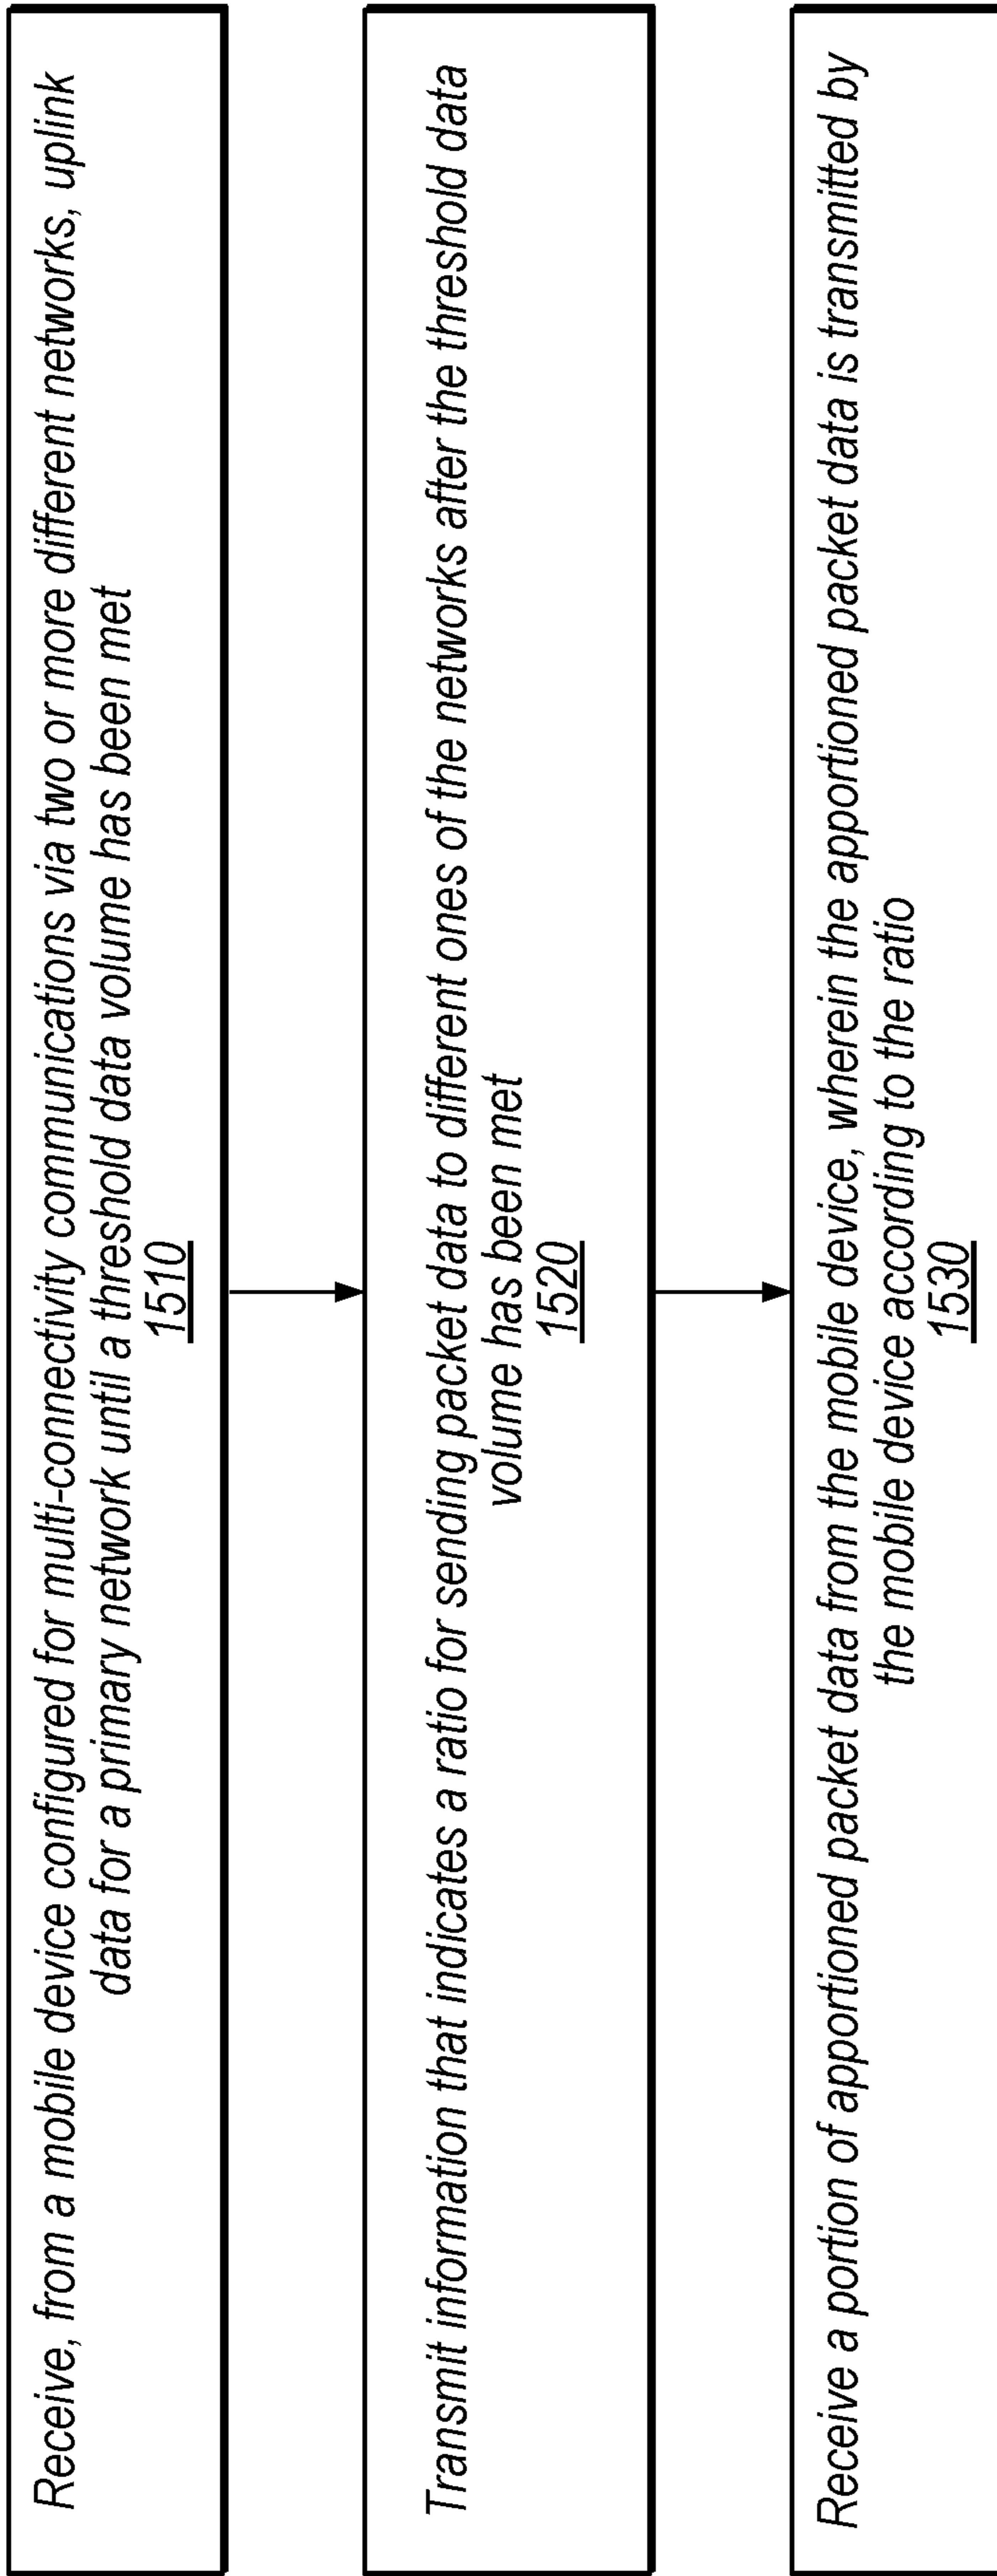 Receive, from a mobile device configured for multi-connectivity communications via two or more different networks, uplink
data for a primary network until a threshold data volume has been met
1510
Transmit information that indicates a ratio for sending packet data to different ones of the networks after the threshold data
volume has been met
1520
Receive a portion of apportioned packet data from the mobile device, wherein the apportioned packet data is transmitted by
the mobile device according to the ratio
1530